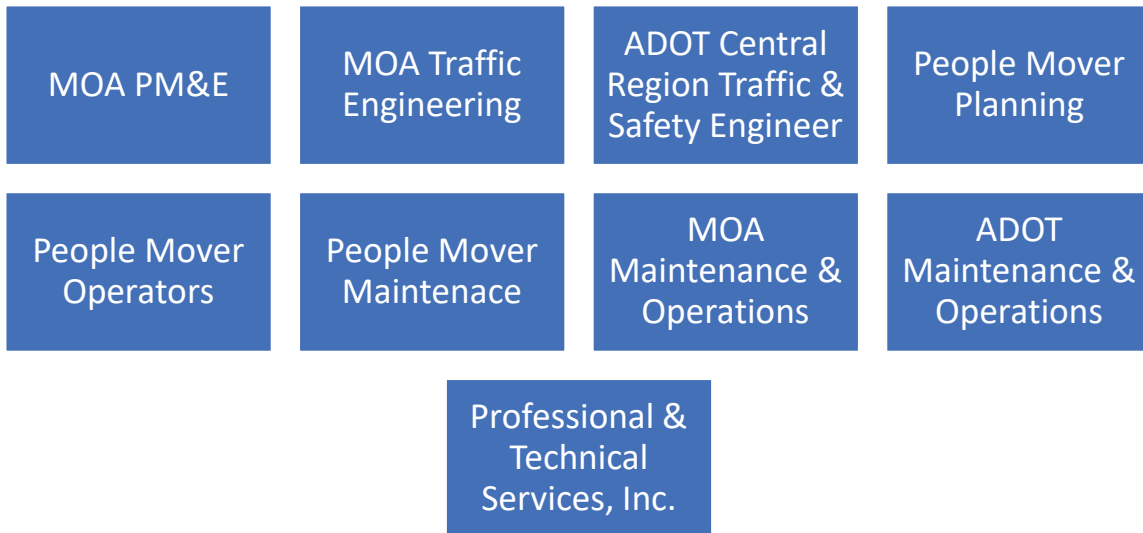 MOA PM&E
MOA Traffic
Engineering
ADOT Central
Region Traffic &
Safety Engineer
People Mover
Planning
People Mover
Operators
People Mover
Maintenace
MOA
Maintenance &
Operations
ADOT
Maintenance &
Operations
Professional &
Technical
Services, Inc.